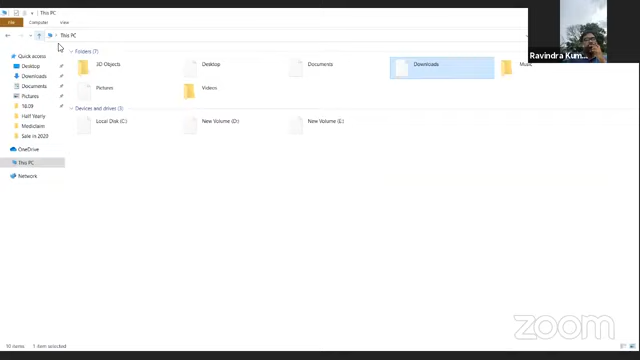 This PC
File Computer View
This PC
Quick access
Desktop
Downloads
Documents
Pictures
18.09
Half Yearly
Mediclaim
Sale in 2020
OneDrive
This PC
Network
Folders (7)
3D Objects Desktop Documents Downloads Music
Pictures Videos
Devices and drives (3)
Local Disk (C:) New Volume (D:) New Volume (E:)
Ravindra Kum...
zoom
10 items 1 item selected